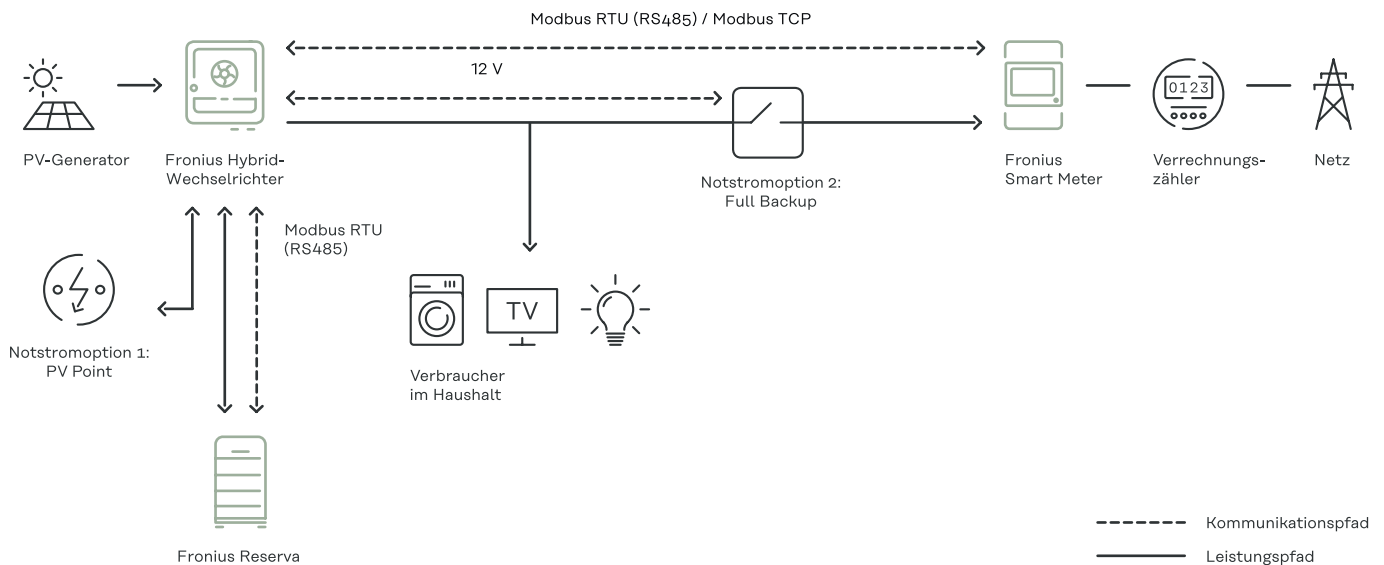 Modbus RTU (RS485) / Modbus TCP
12 V
0123
PV-Generator
Fronius Hybrid-
Wechselrichter
Notstromoption 2:
Full Backup
Fronius
Smart Meter
Verrechnungs-
zähler
Netz
Modbus RTU
(RS485)
TV
Notstromoption 1:
PV Point
Verbraucher
im Haushalt
Fronius Reserva
Kommunikationspfad
Leistungspfad